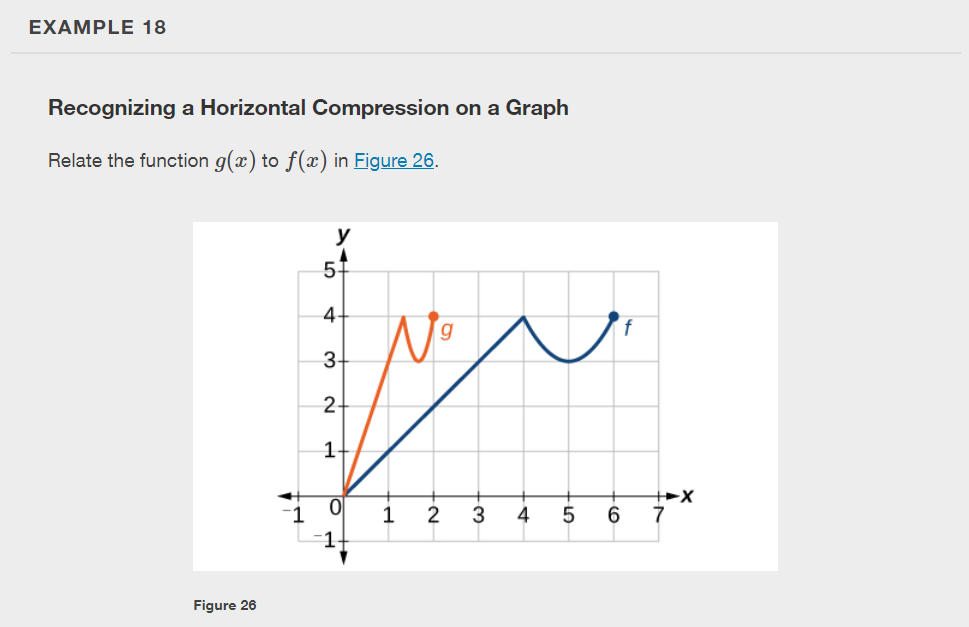 EXAMPLE 18
Recognizing a Horizontal Compression on a Graph
Relate the function g(x) to f(x) in Figure 26.
y
5
4
g
f
3
2
1
x
0
−1
1
2
3
4
5
6
7
−1
Figure 26